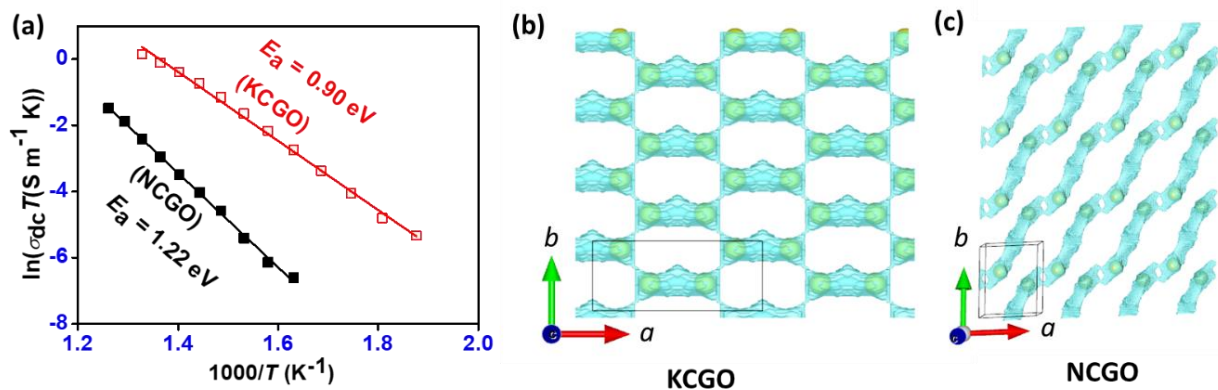 (a)
ln(σdcT(S m⁻¹ K))
0
-2
-4
-6
-8
Ea = 0.90 eV
(KCGO)
(NCGO)
Ea = 1.22 eV
1.2
1.4
1.6
1.8
2.0
1000/T (K⁻¹)
(b)
b
a
KCGO
(c)
b
a
NCGO